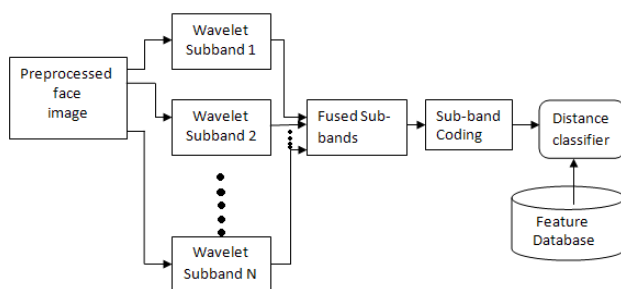 Preprocessed
face
image
Wavelet
Subband 1
Wavelet
Subband 2
Wavelet
Subband N
Fused Sub-
bands
Sub-band
Coding
Distance
classifier
Feature
Database